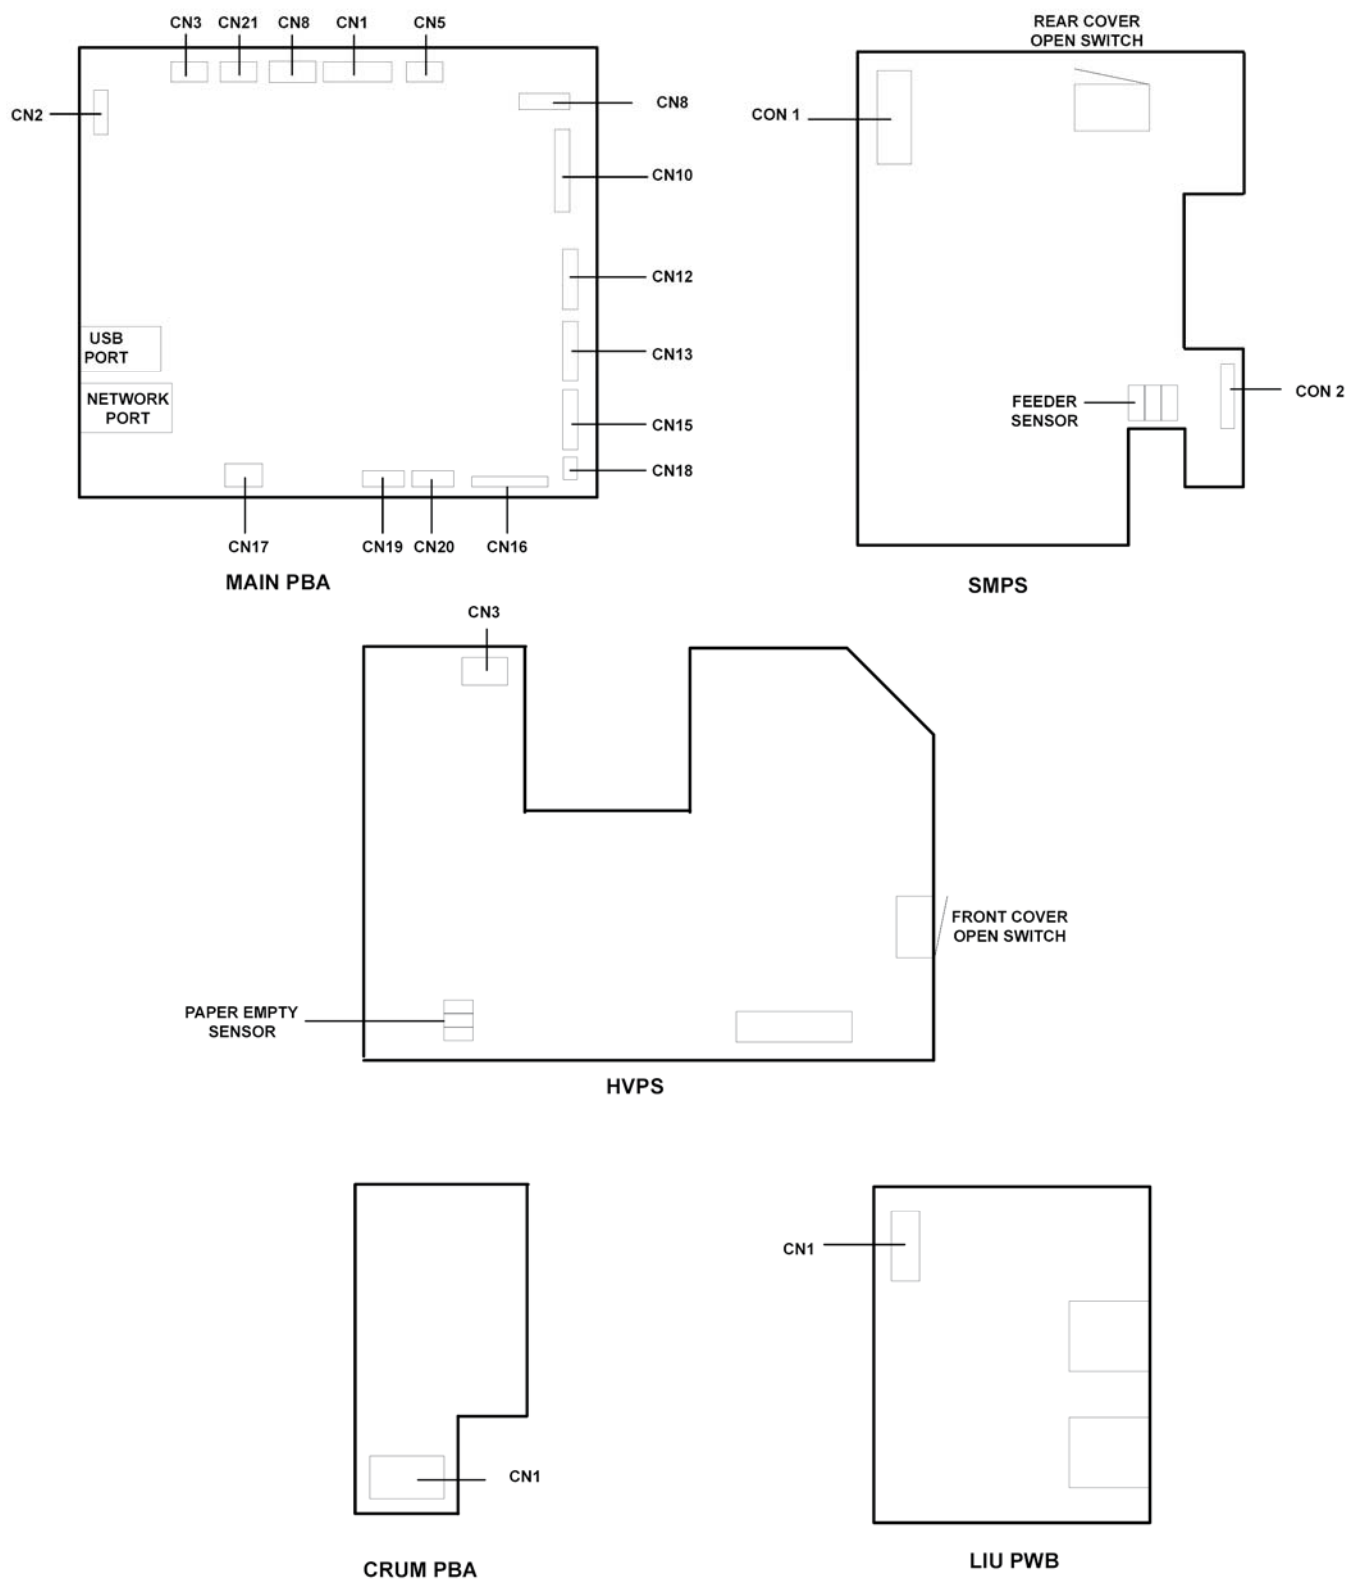 CN3 CN21 CN8 CN1 CN5
CN2
CN8
CN10
CN12
CN13
CN15
CN18
USB
PORT
NETWORK
PORT
CN17 CN19 CN20 CN16
MAIN PBA
REAR COVER
OPEN SWITCH
CON 1
FEEDER
SENSOR
CON 2
SMPS
CN3
FRONT COVER
OPEN SWITCH
PAPER EMPTY
SENSOR
HVPS
CN1
CRUM PBA
CN1
LIU PWB